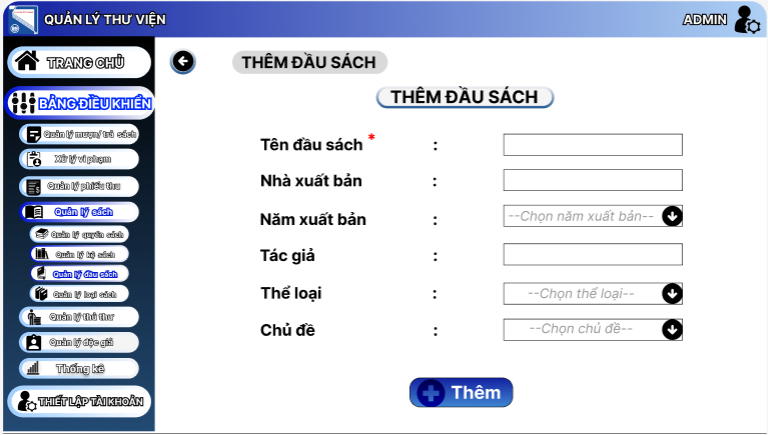 QUẢN LÝ THƯ VIỆN
ADMIN
TRANG CHỦ
THÊM ĐẦU SÁCH
BẢNG ĐIỀU KHIỂN
THÊM ĐẦU SÁCH
Quản lý mượn/ trả sách
Tên đầu sách * :
Xử lý vi phạm
Nhà xuất bản :
Quản lý phiếu thu
Quản lý sách
Năm xuất bản : --Chọn năm xuất bản--
Quản lý quyển sách
Quản lý kệ sách
Tác giả :
Quản lý đầu sách
Quản lý loại sách
Thể loại : --Chọn thể loại--
Quản lý thủ thư
Chủ đề : --Chọn chủ đề--
Quản lý độc giả
Thống kê
THIẾT LẬP TÀI KHOẢN
Thêm